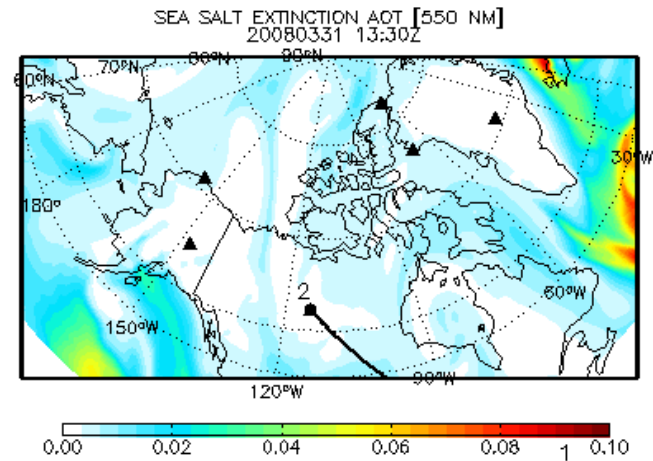 SEA SALT EXTINCTION AOT [550 NM]
20080331 13:30Z
60°N
70°N
80°N
90°N
30°W
180°
2
60°W
150°W
90°W
120°W
0.00 0.02 0.04 0.06 0.08 1 0.10